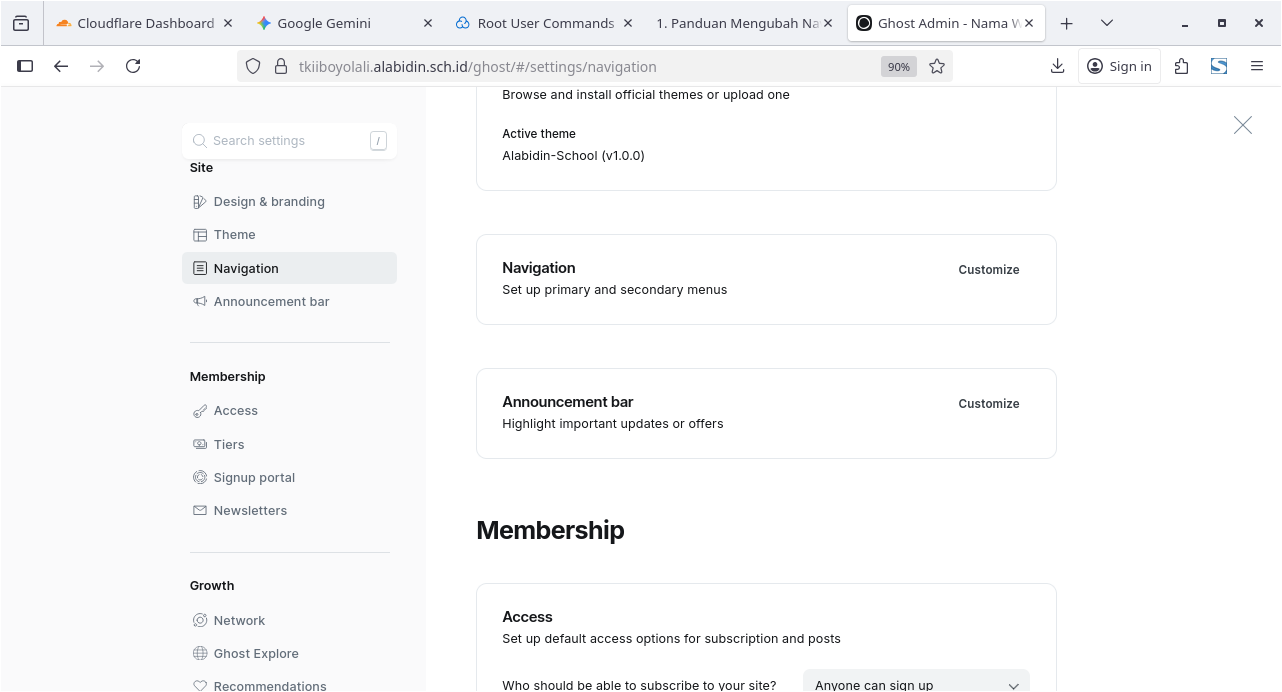 Cloudflare Dashboard
Google Gemini
Root User Commands
1. Panduan Mengubah Na
Ghost Admin - Nama W
tkiiboyolali.alabidin.sch.id/ghost/#/settings/navigation
90%
Sign in
Search settings
/
Site
Design & branding
Theme
Navigation
Announcement bar
Membership
Access
Tiers
Signup portal
Newsletters
Growth
Network
Ghost Explore
Recommendations
Browse and install official themes or upload one
Active theme
Alabidin-School (v1.0.0)
Navigation
Customize
Set up primary and secondary menus
Announcement bar
Customize
Highlight important updates or offers
Membership
Access
Set up default access options for subscription and posts
Who should be able to subscribe to your site?
Anyone can sign up